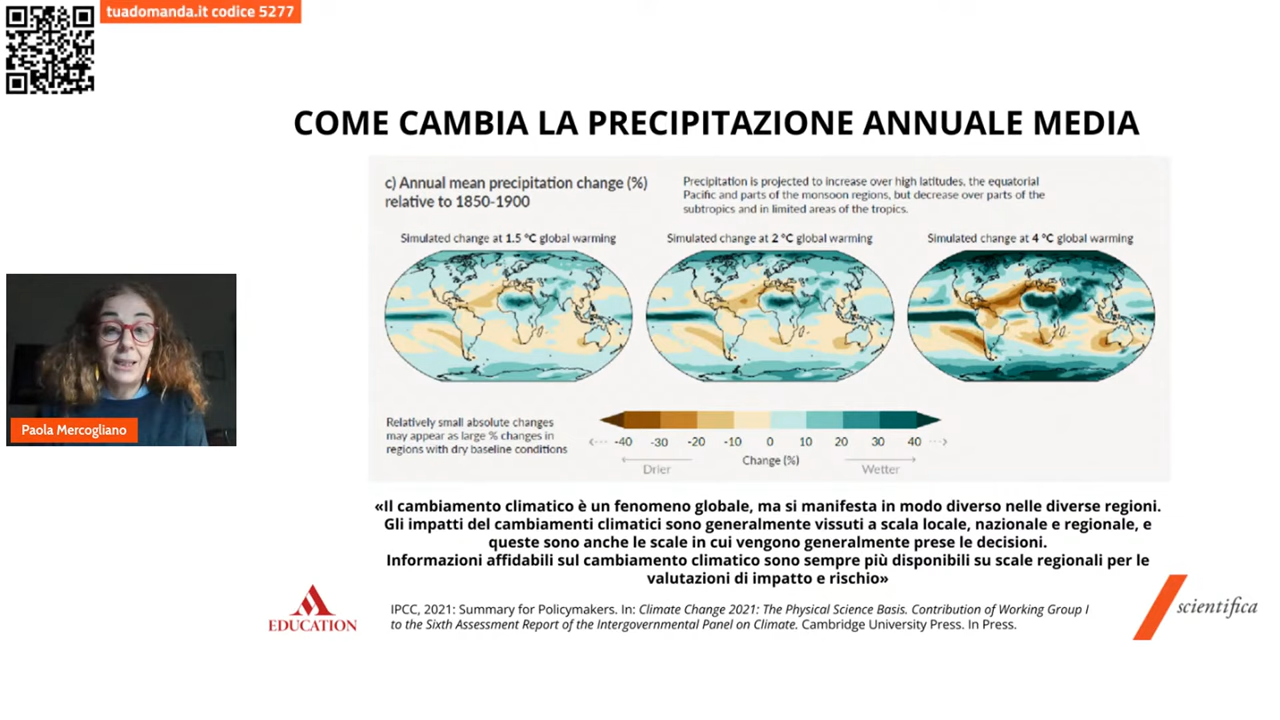 tuadomanda.it codice 5277
COME CAMBIA LA PRECIPITAZIONE ANNUALE MEDIA
c) Annual mean precipitation change (%)
relative to 1850-1900
Precipitation is projected to increase over high latitudes, the equatorial
Pacific and parts of the monsoon regions, but decrease over parts of the
subtropics and in limited areas of the tropics.
Simulated change at 1.5 °C global warming
Simulated change at 2 °C global warming
Simulated change at 4 °C global warming
Relatively small absolute changes
may appear as large % changes in
regions with dry baseline conditions
-40 -30 -20 -10 0 10 20 30 40
Change (%)
Drier
Wetter
Paola Mercogliano
«Il cambiamento climatico è un fenomeno globale, ma si manifesta in modo diverso nelle diverse regioni.
Gli impatti del cambiamenti climatici sono generalmente vissuti a scala locale, nazionale e regionale, e
queste sono anche le scale in cui vengono generalmente prese le decisioni.
Informazioni affidabili sul cambiamento climatico sono sempre più disponibili su scale regionali per le
valutazioni di impatto e rischio»
EDUCATION
IPCC, 2021: Summary for Policymakers. In: Climate Change 2021: The Physical Science Basis. Contribution of Working Group I
to the Sixth Assessment Report of the Intergovernmental Panel on Climate. Cambridge University Press. In Press.
scientifica